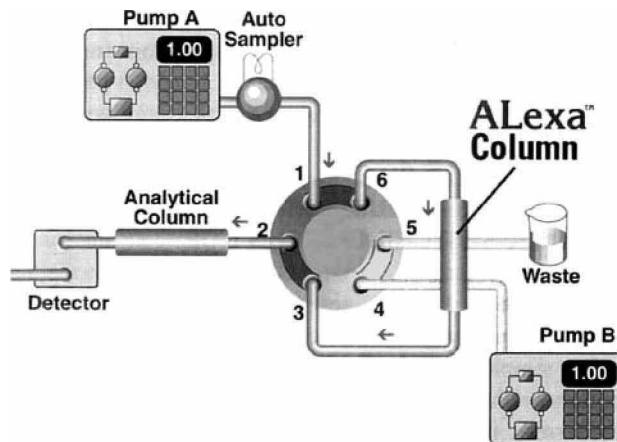 Pump A
Auto
Sampler
1.00
ALexa™
Column
1
6
Analytical
Column
2
5
Waste
Detector
3
4
Pump B
1.00